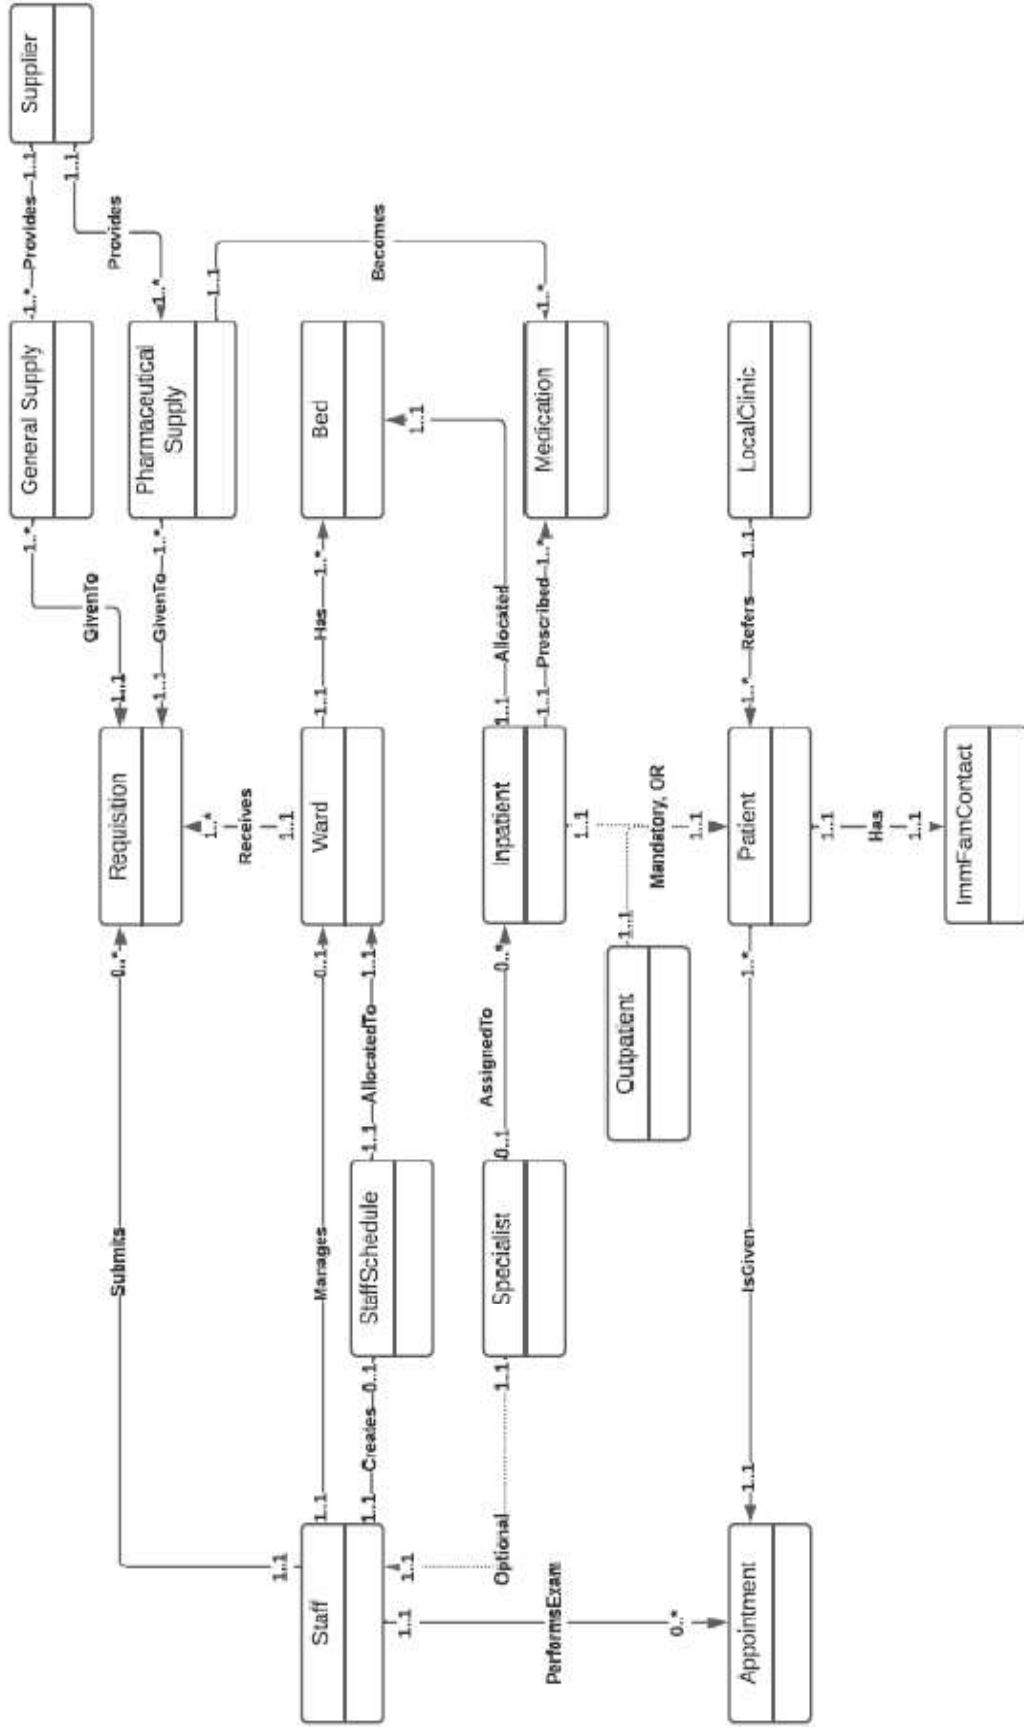 Supplier
1..*
Provides
1..1
1..1
Provides
1..*
General Supply
Pharmaceutical
Supply
1..1
Becomes
1..*
Bed
Medication
LocalClinic
1..*
GivenTo
1..1
1..*
GivenTo
1..1
1..*
Has
1..1
1..1
Allocated
1..1
1..*
Prescribed
1..1
1..1
Refers
1..*
Requisition
1..*
Receives
1..1
Ward
Inpatient
1..1
Mandatory, OR
1..1
Patient
1..1
Has
1..1
ImmFamContact
1..1
Outpatient
0..*
Submits
1..1
0..1
Manages
1..1
1..1
AllocatedTo
1..1
StaffSchedule
0..1
Creates
1..1
0..*
AssignedTo
0..1
Specialist
1..1
Optional
1..1
1..*
IsGiven
1..1
Staff
1..1
PerformsExam
0..*
Appointment